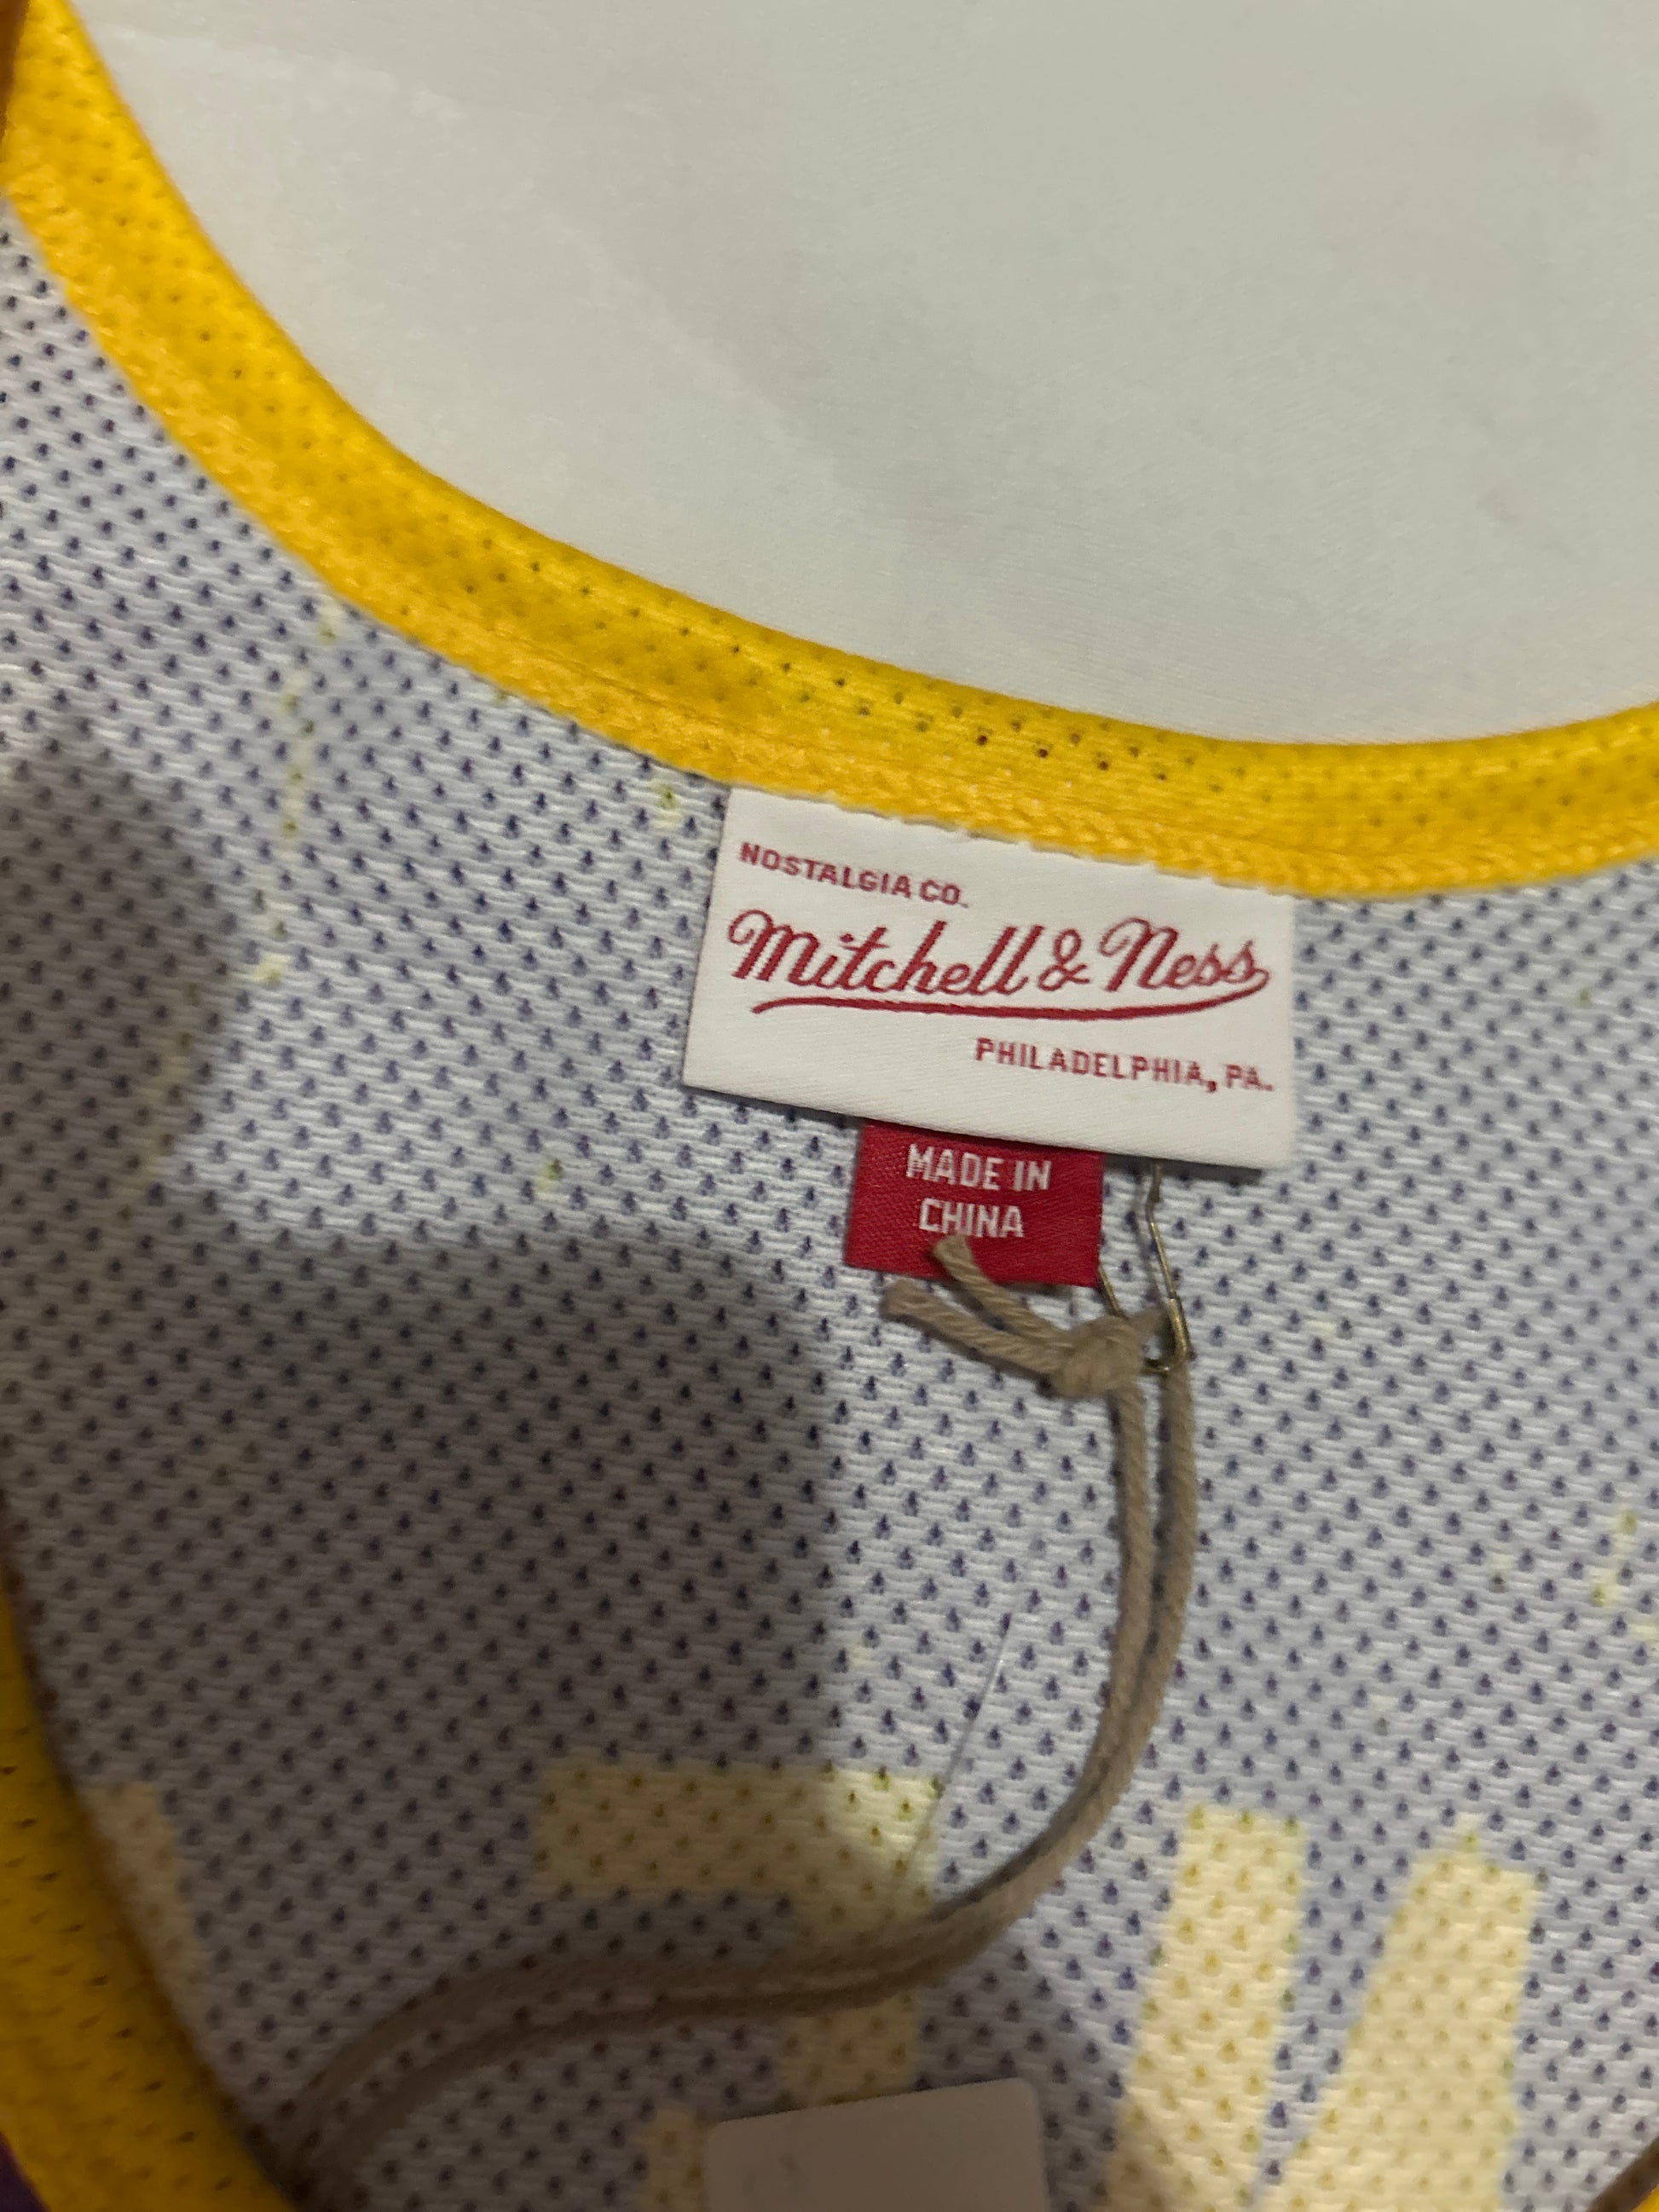 NOSTALGIA CO.
Mitchell & Ness
PHILADELPHIA, PA.
MADE IN
CHINA